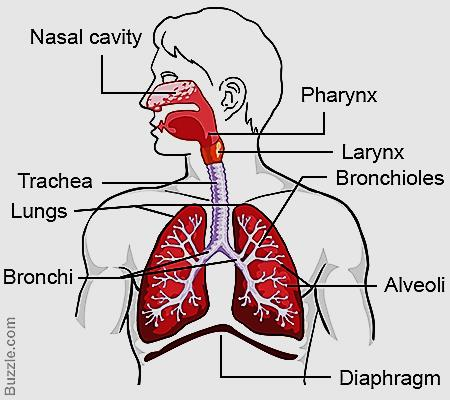 Nasal cavity
Pharynx
Larynx
Trachea
Bronchioles
Lungs
Bronchi
Alveoli
Diaphragm
Buzzle.com